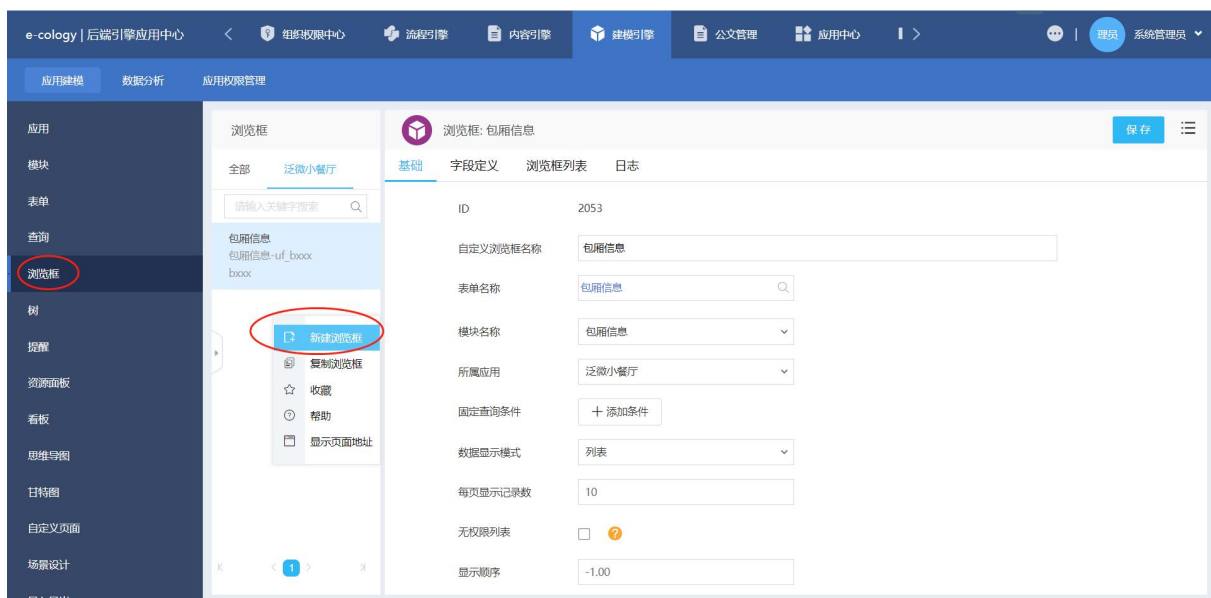 e-cology | 后端引擎应用中心
组织权限中心
流程引擎
内容引擎
建模引擎
公文管理
应用中心
理员
系统管理员
应用建模
数据分析
应用权限管理
应用
模块
表单
查询
浏览框
树
提醒
资源面板
看板
思维导图
甘特图
自定义页面
场景设计
浏览框
全部
泛微小餐厅
请输入关键字搜索
包厢信息
包厢信息-uf_bxxx
bxxx
新建浏览框
复制浏览框
收藏
帮助
显示页面地址
1
浏览框: 包厢信息
保存
基础
字段定义
浏览框列表
日志
ID 2053
自定义浏览框名称 包厢信息
表单名称 包厢信息
模块名称 包厢信息
所属应用 泛微小餐厅
固定查询条件 + 添加条件
数据显示模式 列表
每页显示记录数 10
无权限列表 ?
显示顺序 -1.00